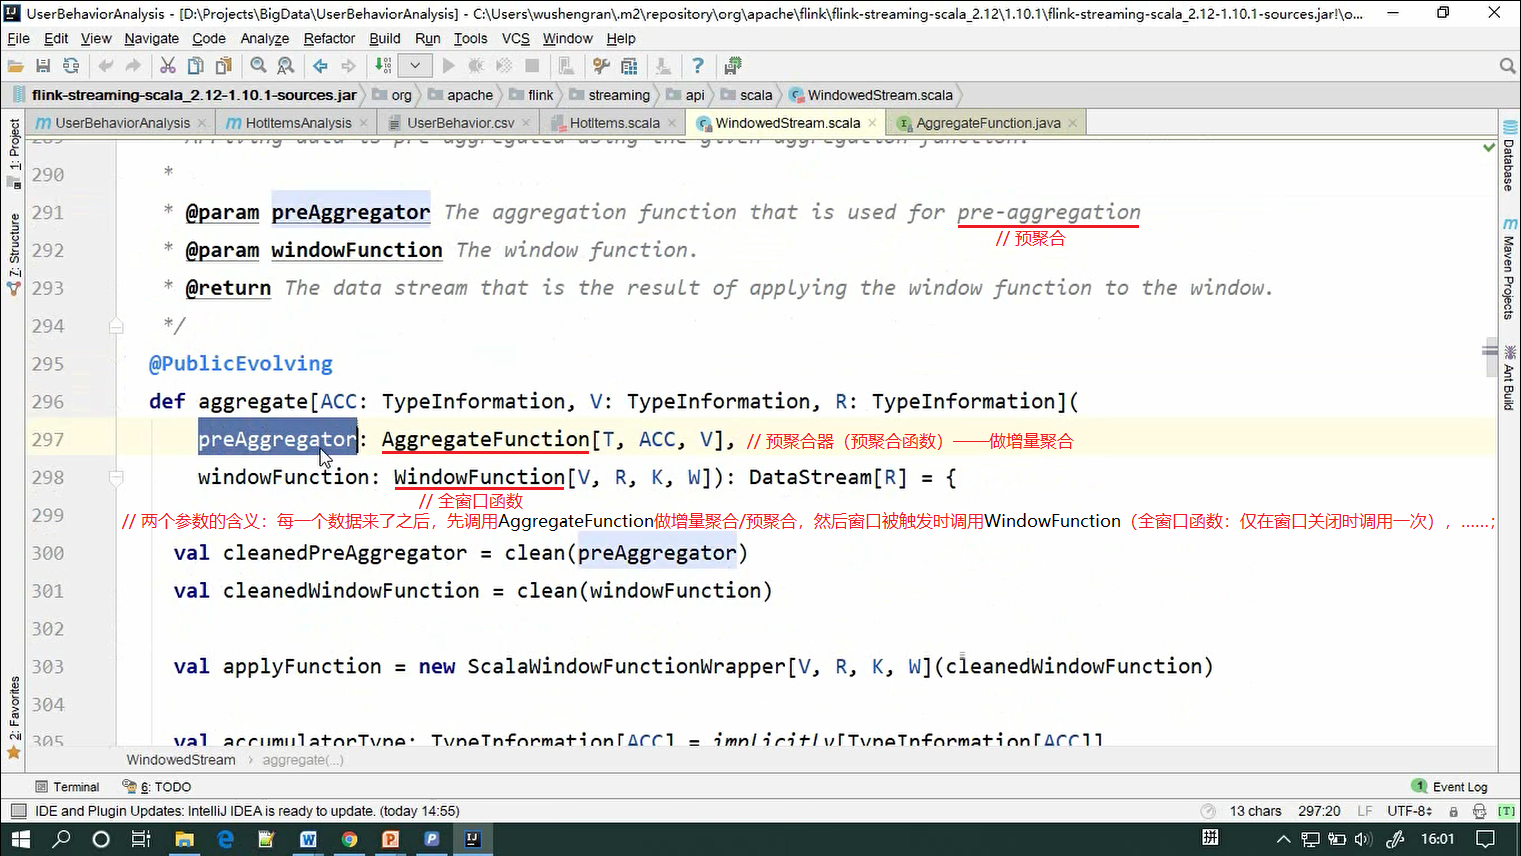 UserBehaviorAnalysis - [D:\Projects\BigData\UserBehaviorAnalysis] - C:\Users\wushengran\.m2\repository\org\apache\flink\flink-streaming-scala_2.12\1.10.1\flink-streaming-scala_2.12-1.10.1-sources.jar!\o...
File Edit View Navigate Code Analyze Refactor Build Run Tools VCS Window Help
flink-streaming-scala_2.12-1.10.1-sources.jar org apache flink streaming api scala WindowedStream.scala
UserBehaviorAnalysis HotItemsAnalysis UserBehavior.csv HotItems.scala WindowedStream.scala AggregateFunction.java
289 * Arriving data is pre-aggregated using the given aggregation function.
290 *
291 * @param preAggregator The aggregation function that is used for pre-aggregation
// 预聚合
292 * @param windowFunction The window function.
293 * @return The data stream that is the result of applying the window function to the window.
294 */
295 @PublicEvolving
296 def aggregate[ACC: TypeInformation, V: TypeInformation, R: TypeInformation](
297 preAggregator: AggregateFunction[T, ACC, V], // 预聚合器（预聚合函数）——做增量聚合
298 windowFunction: WindowFunction[V, R, K, W]): DataStream[R] = {
// 全窗口函数
299 // 两个参数的含义：每一个数据来了之后，先调用AggregateFunction做增量聚合/预聚合，然后窗口被触发时调用WindowFunction（全窗口函数：仅在窗口关闭时调用一次），……；
300 val cleanedPreAggregator = clean(preAggregator)
301 val cleanedWindowFunction = clean(windowFunction)
302
303 val applyFunction = new ScalaWindowFunctionWrapper[V, R, K, W](cleanedWindowFunction)
304
305 val accumulatorType: TypeInformation[ACC] = implicitly[TypeInformation[ACC]]
WindowedStream aggregate(...)
1: Project
7: Structure
2: Favorites
Database
Maven Projects
Ant Build
Terminal 6: TODO 1 Event Log
IDE and Plugin Updates: IntelliJ IDEA is ready to update. (today 14:55) 13 chars 297:20 LF UTF-8 [T]
拼 16:01